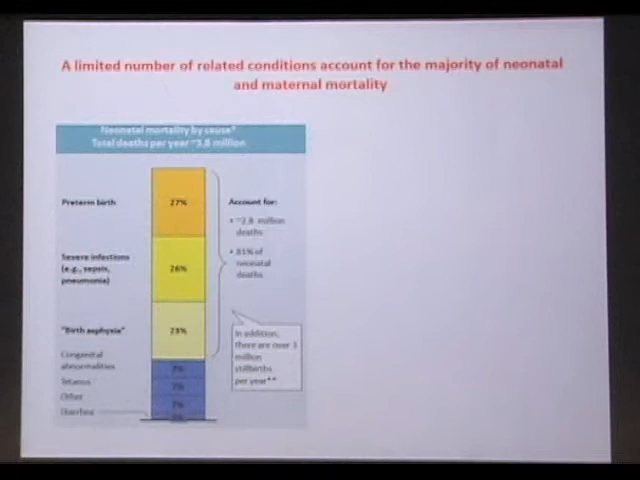 A limited number of related conditions account for the majority of neonatal
and maternal mortality
Neonatal mortality by cause*
Total deaths per year ~3.8 million
Preterm birth
27%
Account for:
million
deaths
Severe infections
(e.g., sepsis,
pneumonia)
26%
• 81% of
neonatal
deaths
"Birth asphyxia"
23%
In addition,
there are over 3
million
stillbirths
per year**
Congenital
abnormalities
7%
Tetanus
7%
Other
7%
Diarrhea